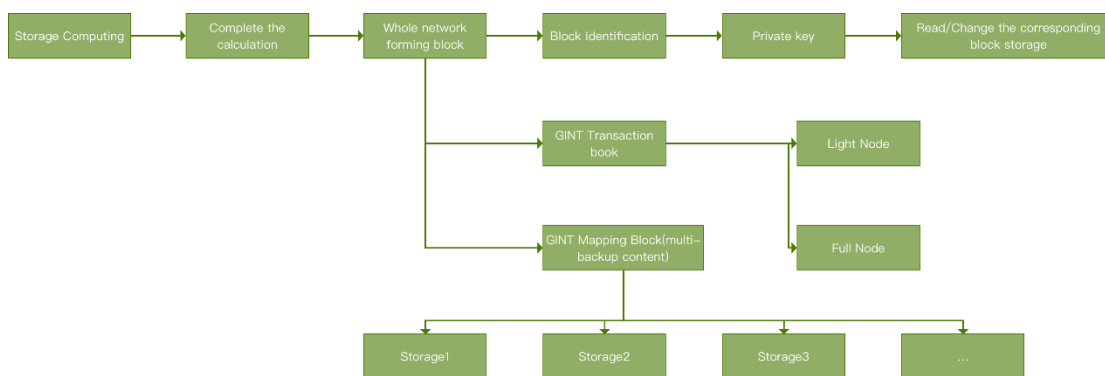 Storage Computing
Complete the
calculation
Whole network
forming block
Block identification
Private key
Read/Change the corresponding
block storage
GINT Transaction
book
Light Node
GINT Mapping Block(multi-
backup content)
Full Node
Storage1
Storage2
Storage3
...